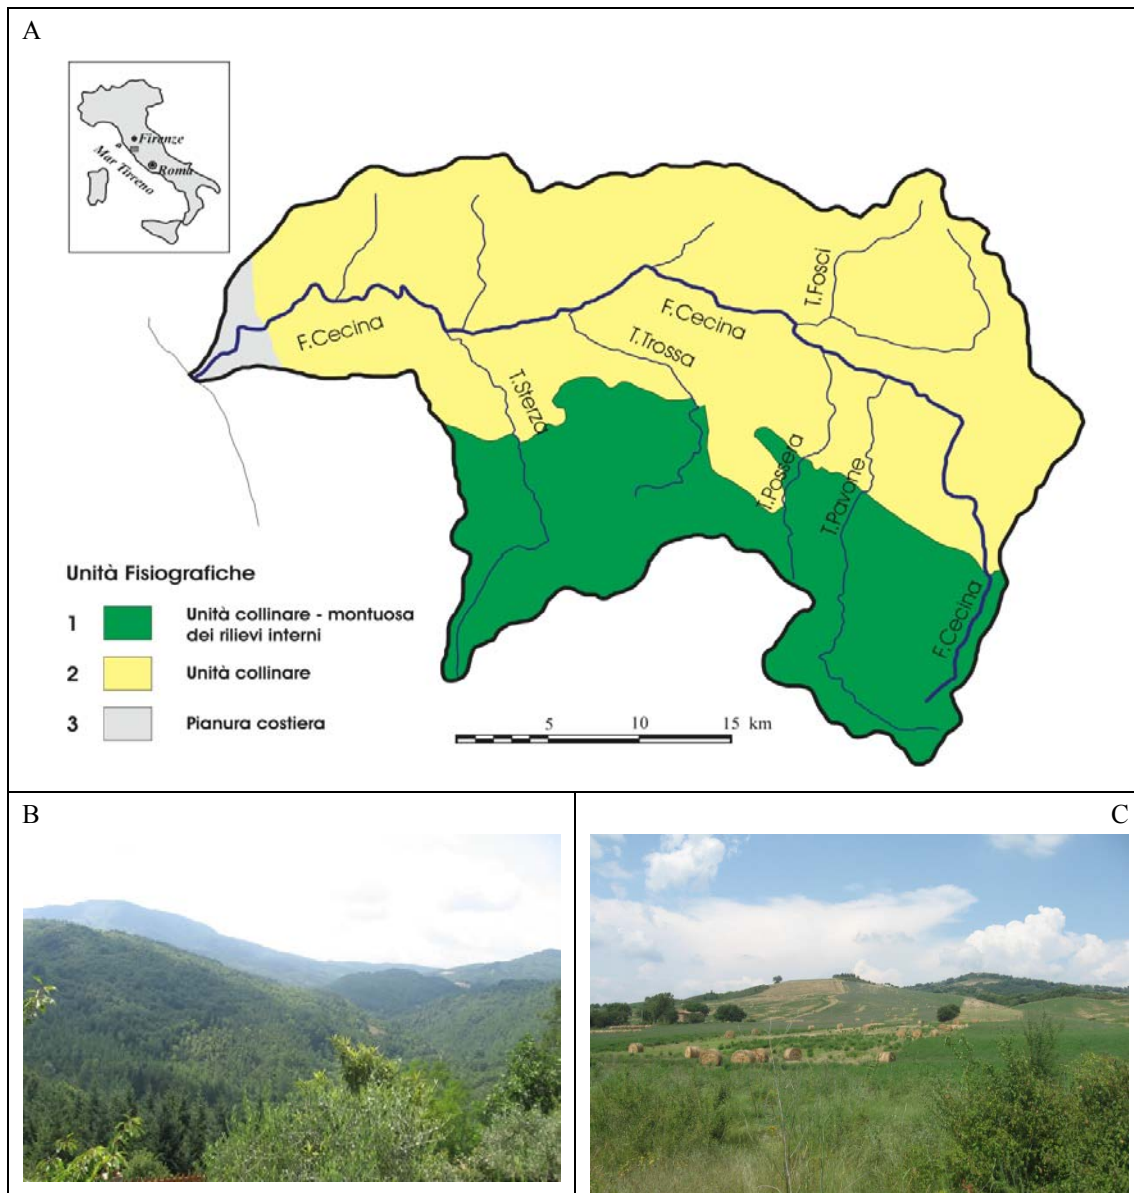 A
Firenze
Mar Tirreno
Roma
T.Fosci
F.Cecina
F.Cecina
T.Trossa
T.Sterza
T.Possera
T.Pavone
F.Cecina
Unità Fisiografiche
1 Unità collinare - montuosa
dei rilievi interni
2 Unità collinare
3 Pianura costiera
5 10 15 km
B
C